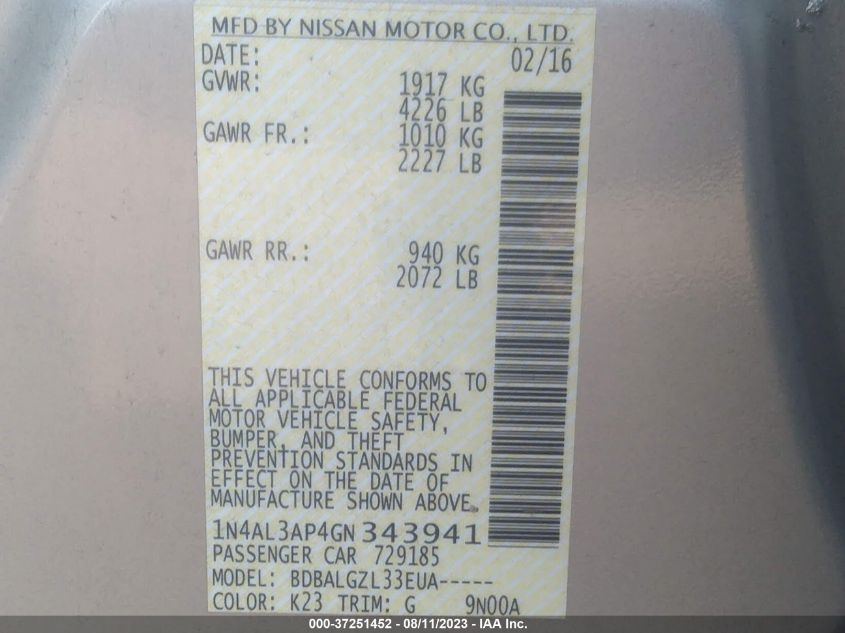 MFD BY NISSAN MOTOR CO., LTD.
DATE: 02/16
GVWR: 1917 KG
4226 LB
GAWR FR.: 1010 KG
2227 LB
GAWR RR.: 940 KG
2072 LB
THIS VEHICLE CONFORMS TO
ALL APPLICABLE FEDERAL
MOTOR VEHICLE SAFETY,
BUMPER, AND THEFT
PREVENTION STANDARDS IN
EFFECT ON THE DATE OF
MANUFACTURE SHOWN ABOVE.
1N4AL3AP4GN343941
PASSENGER CAR 729185
MODEL: BDBALGZL33EUA-----
COLOR: K23 TRIM: G 9N00A
000-37251452 - 08/11/2023 - IAA Inc.